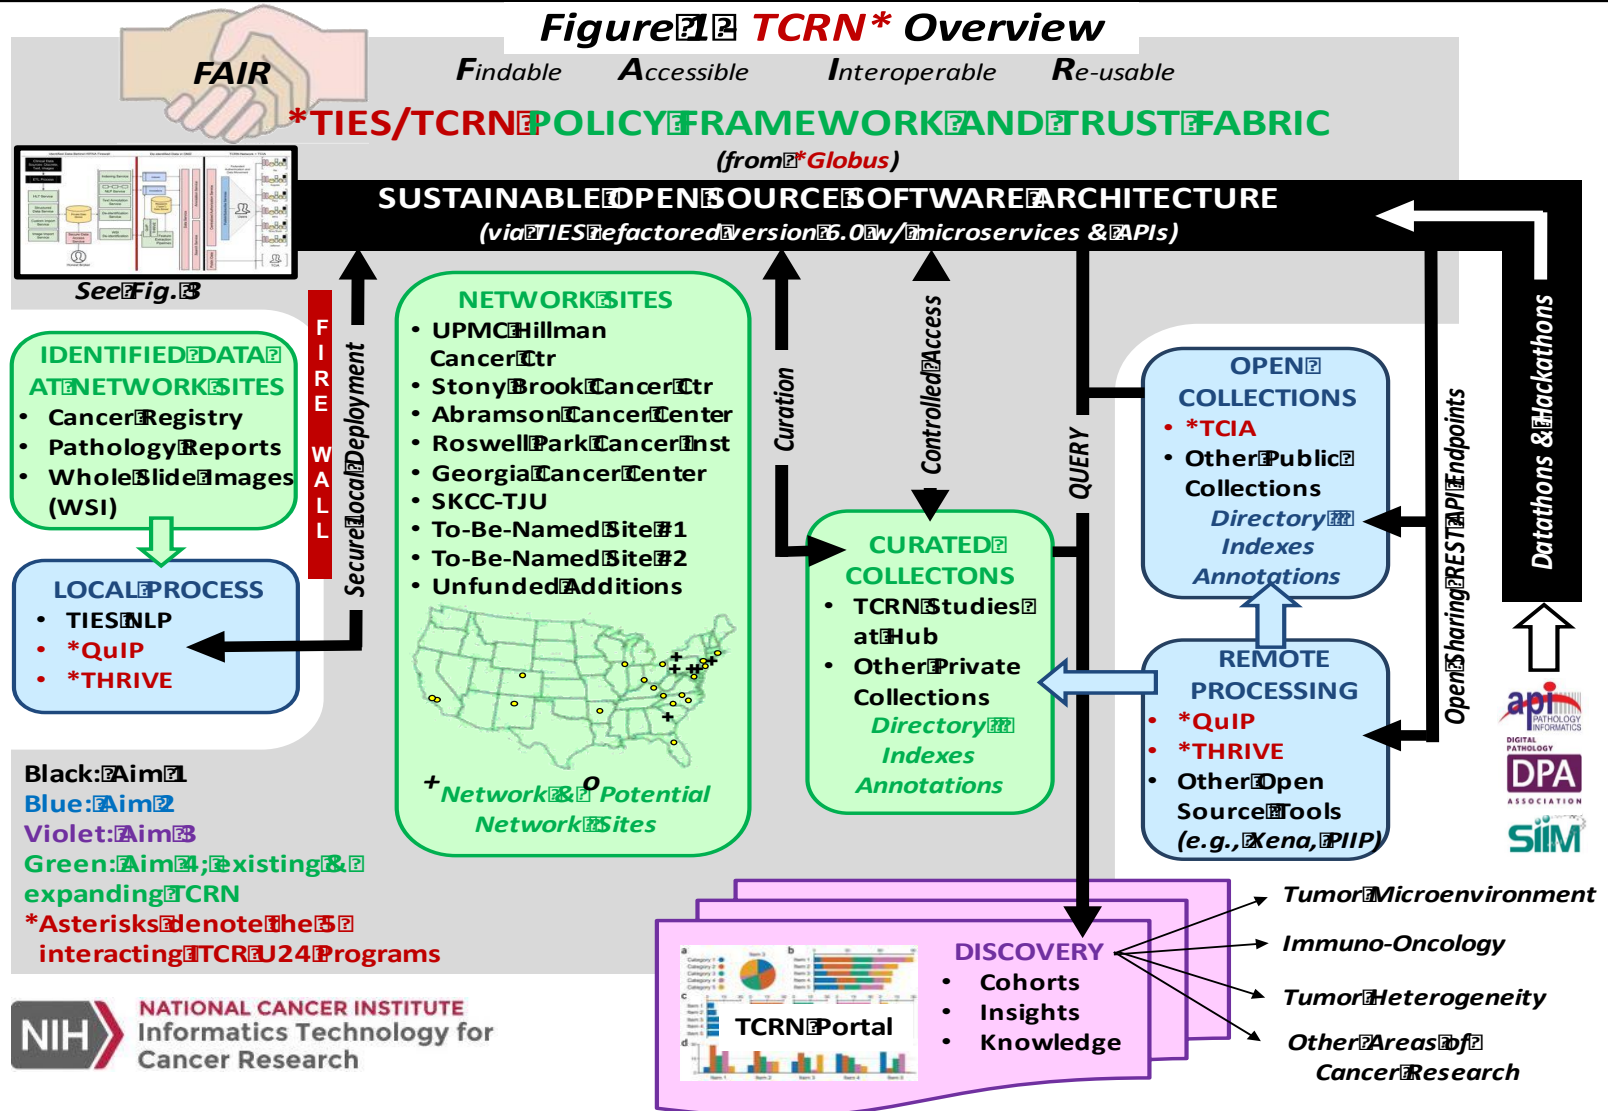 Figure 1 - TCRN* Overview
FAIR
Findable Accessible Interoperable Re-usable
*TIES/TCRN POLICY FRAMEWORK AND TRUST FABRIC
(from *Globus)
SUSTAINABLE OPEN SOURCE SOFTWARE ARCHITECTURE
(via TIES refactored version 6.0 w/ microservices & APIs)
See Fig. 3
IDENTIFIED DATA
AT NETWORK SITES
• Cancer Registry
• Pathology Reports
• Whole Slide Images
(WSI)
LOCAL PROCESS
• TIES NLP
• *QuIP
• *THRIVE
FIRE WALL
Secure Local Deployment
NETWORK SITES
• UPMC Hillman
Cancer Ctr
• Stony Brook Cancer Ctr
• Abramson Cancer Center
• Roswell Park Cancer Inst
• Georgia Cancer Center
• SKCC-TJU
• To-Be-Named Site #1
• To-Be-Named Site #2
• Unfunded Additions
+Network & o Potential
Network Sites
Curation
Controlled Access
QUERY
CURATED
COLLECTONS
• TCRN Studies
at Hub
• Other Private
Collections
Directory
Indexes
Annotations
OPEN
COLLECTIONS
• *TCIA
• Other Public
Collections
Directory
Indexes
Annotations
REMOTE
PROCESSING
• *QuIP
• *THRIVE
• Other Open
Source Tools
(e.g., Xena, PIIP)
Open Sharing REST API Endpoints
Datathons & Hackathons
api
PATHOLOGY
INFORMATICS
DIGITAL
PATHOLOGY
DPA
ASSOCIATION
SiiM
Black: Aim 1
Blue: Aim 2
Violet: Aim 3
Green: Aim 4; existing &
expanding TCRN
*Asterisks denote the 5
interacting TCR U24 Programs
NIH
NATIONAL CANCER INSTITUTE
Informatics Technology for
Cancer Research
TCRN Portal
DISCOVERY
• Cohorts
• Insights
• Knowledge
Tumor Microenvironment
Immuno-Oncology
Tumor Heterogeneity
Other Areas of
Cancer Research